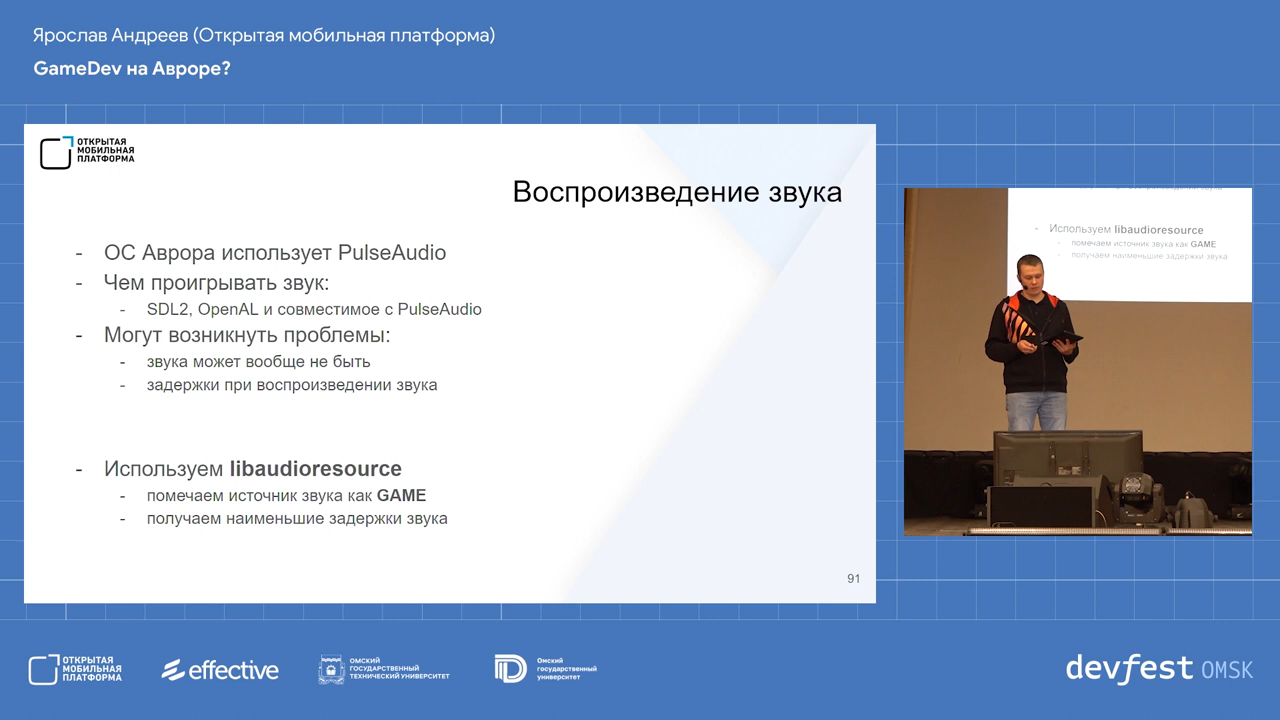 Ярослав Андреев (Открытая мобильная платформа)
GameDev на Авроре?
ОТКРЫТАЯ
МОБИЛЬНАЯ
ПЛАТФОРМА
Воспроизведение звука
- ОС Аврора использует PulseAudio
- Чем проигрывать звук:
- SDL2, OpenAL и совместимое с PulseAudio
- Могут возникнуть проблемы:
- звука может вообще не быть
- задержки при воспроизведении звука
- Используем libaudioresource
- помечаем источник звука как GAME
- получаем наименьшие задержки звука
91
- Используем libaudioresource
- помечаем источник звука как GAME
- получаем наименьшие задержки звука
ОТКРЫТАЯ
МОБИЛЬНАЯ
ПЛАТФОРМА
effective
ОМСКИЙ
ГОСУДАРСТВЕННЫЙ
ТЕХНИЧЕСКИЙ УНИВЕРСИТЕТ
Омский
государственный
университет
devfest OMSK